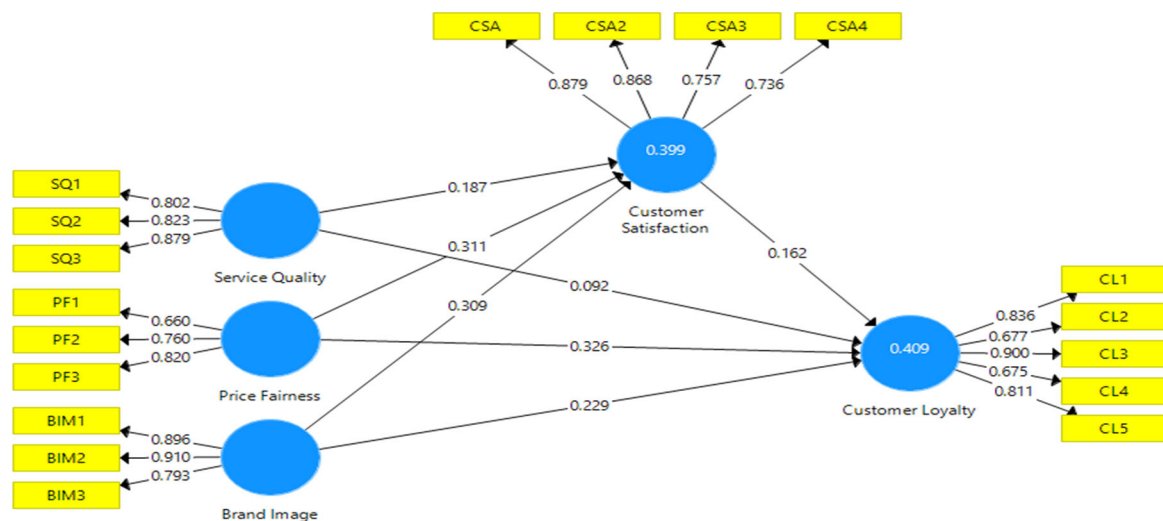 CSA
CSA2
CSA3
CSA4
0.879
0.868
0.757
0.736
0.399
Customer
Satisfaction
SQ1
SQ2
SQ3
0.802
0.823
0.879
Service Quality
0.187
0.311
0.309
0.162
0.092
0.326
0.229
PF1
PF2
PF3
0.660
0.760
0.820
Price Fairness
BIM1
BIM2
BIM3
0.896
0.910
0.793
Brand Image
0.409
Customer Loyalty
0.836
0.677
0.900
0.675
0.811
CL1
CL2
CL3
CL4
CL5